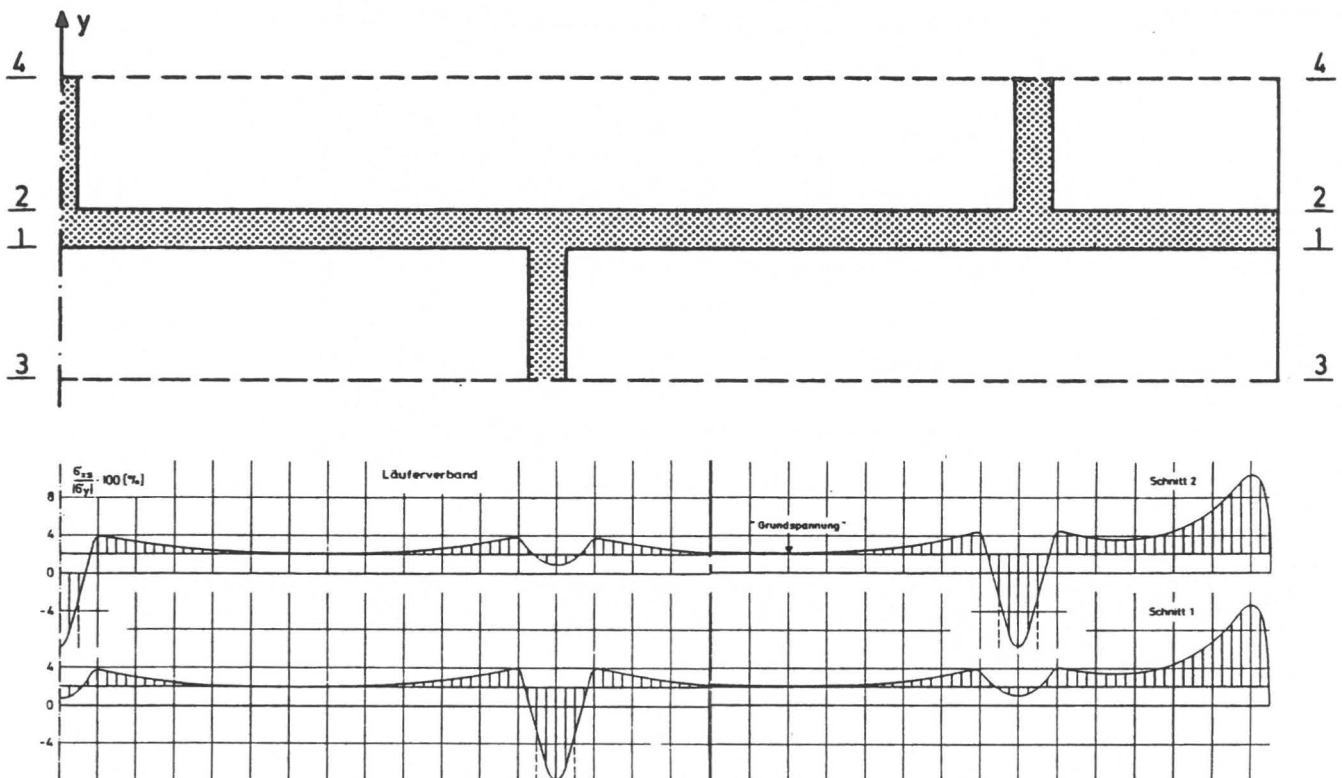 y
4 4
2 2
1 1
3 3
σzs / |σy| · 100 [%]
Läuferverband
Schnitt 2
8
"Grundspannung"
4
0
-4
Schnitt 1
4
0
-4